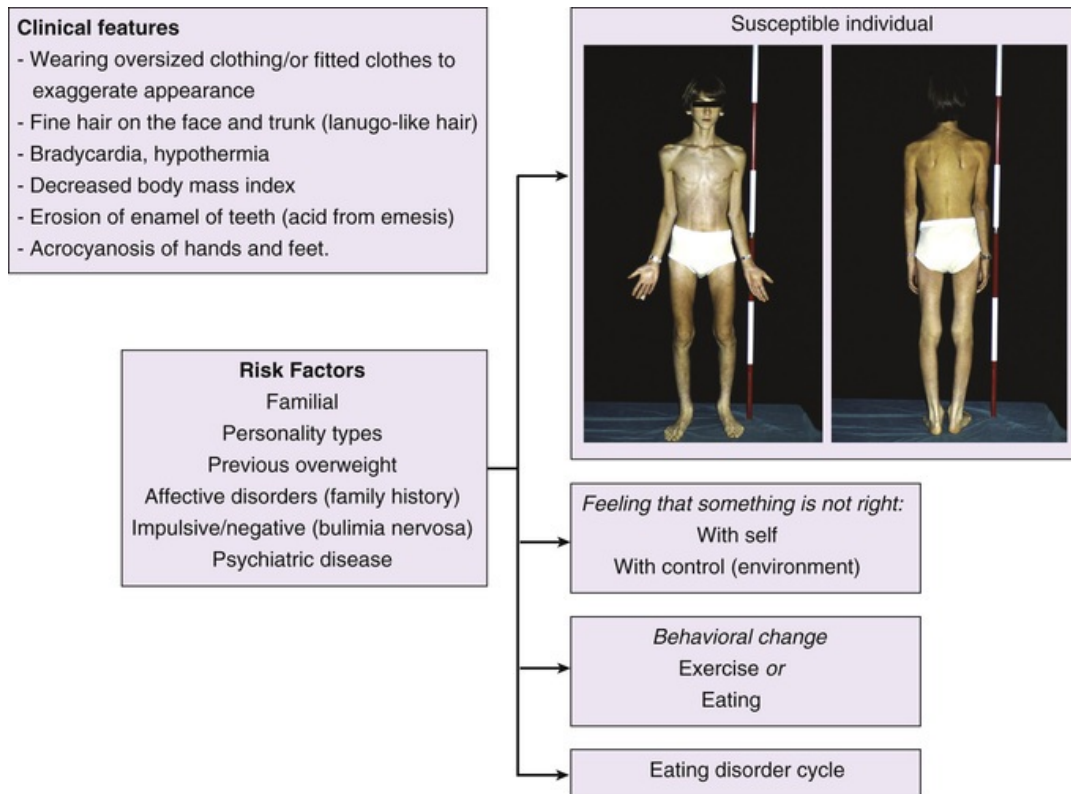 Clinical features
- Wearing oversized clothing/or fitted clothes to
exaggerate appearance
- Fine hair on the face and trunk (lanugo-like hair)
- Bradycardia, hypothermia
- Decreased body mass index
- Erosion of enamel of teeth (acid from emesis)
- Acrocyanosis of hands and feet.
Susceptible individual
Risk Factors
Familial
Personality types
Previous overweight
Affective disorders (family history)
Impulsive/negative (bulimia nervosa)
Psychiatric disease
Feeling that something is not right:
With self
With control (environment)
Behavioral change
Exercise or
Eating
Eating disorder cycle